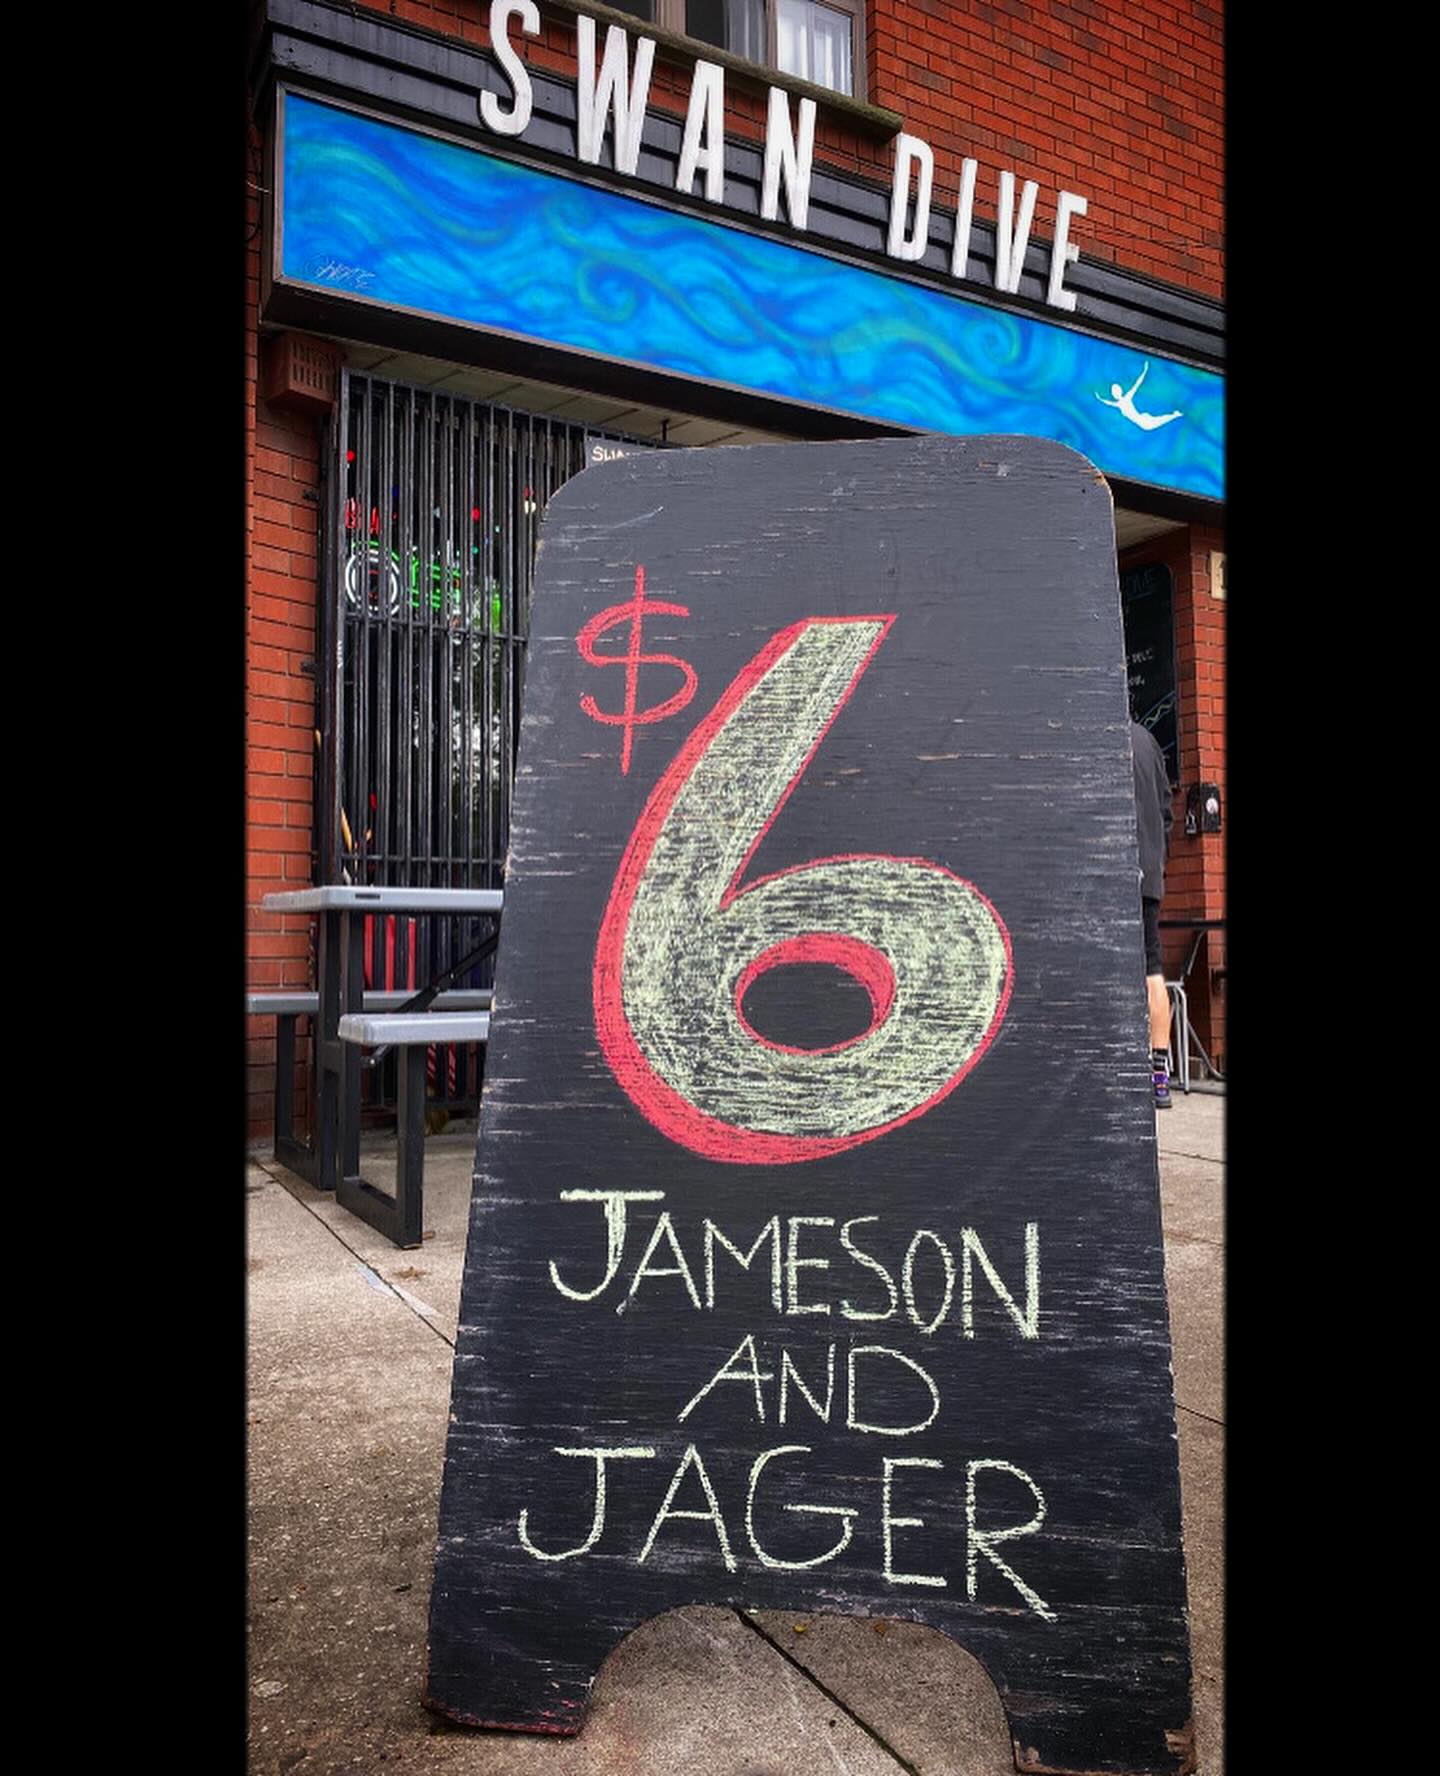 SWAN DIVE
$6
JAMESON
AND
JAGER